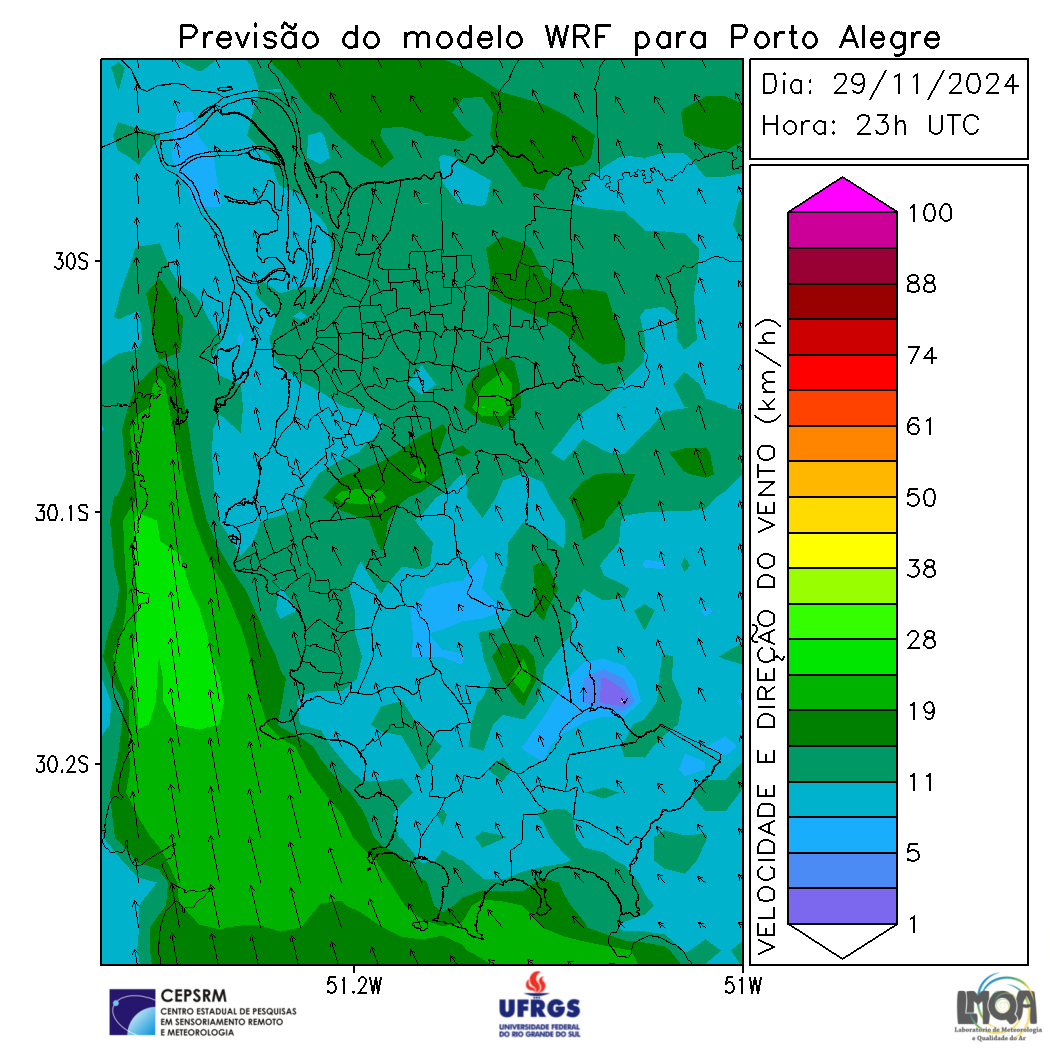 Previsão do modelo WRF para Porto Alegre
Dia: 29/11/2024
Hora: 23h UTC
30S
30.1S
30.2S
51.2W
51W
VELOCIDADE E DIREÇÃO DO VENTO (km/h)
100
88
74
61
50
38
28
19
11
5
1
CEPSRM
CENTRO ESTADUAL DE PESQUISAS
EM SENSORIAMENTO REMOTO
E METEOROLOGIA
UFRGS
UNIVERSIDADE FEDERAL
DO RIO GRANDE DO SUL
LMQA
Laboratório de Meteorologia
e Qualidade do Ar